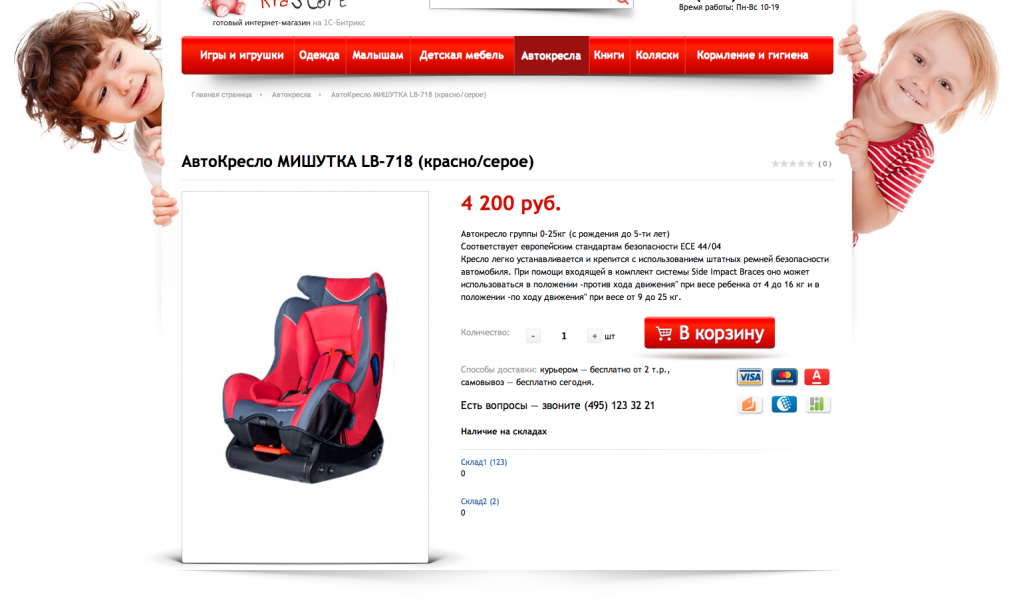 KidStore
готовый интернет-магазин на 1С-Битрикс
Время работы: Пн-Вс 10-19
Игры и игрушки Одежда Малышам Детская мебель Автокресла Книги Коляски Кормление и гигиена
Главная страница Автокресла АвтоКресло МИШУТКА LB-718 (красно/серое)
АвтоКресло МИШУТКА LB-718 (красно/серое)
( 0 )
4 200 руб.
Автокресло группы 0-25кг (с рождения до 5-ти лет)
Соответствует европейским стандартам безопасности ECE 44/04
Кресло легко устанавливается и крепится с использованием штатных ремней безопасности
автомобиля. При помощи входящей в комплект системы Side Impact Braces оно может
использоваться в положении -против хода движения" при весе ребенка от 4 до 16 кг и в
положении -по ходу движения" при весе от 9 до 25 кг.
Количество: - 1 + шт В корзину
Способы доставки: курьером — бесплатно от 2 т.р.,
самовывоз — бесплатно сегодня.
VISA MasterCard А
Есть вопросы — звоните (495) 123 32 21
Наличие на складах
Склад1 (123)
0
Склад2 (2)
0